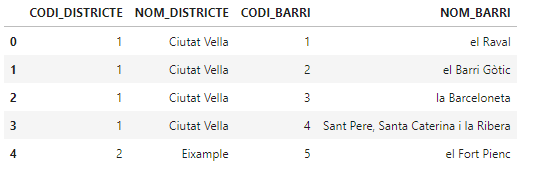 CODI_DISTRICTE NOM_DISTRICTE CODI_BARRI NOM_BARRI
0 1 Ciutat Vella 1 el Raval
1 1 Ciutat Vella 2 el Barri Gòtic
2 1 Ciutat Vella 3 la Barceloneta
3 1 Ciutat Vella 4 Sant Pere, Santa Caterina i la Ribera
4 2 Eixample 5 el Fort Pienc